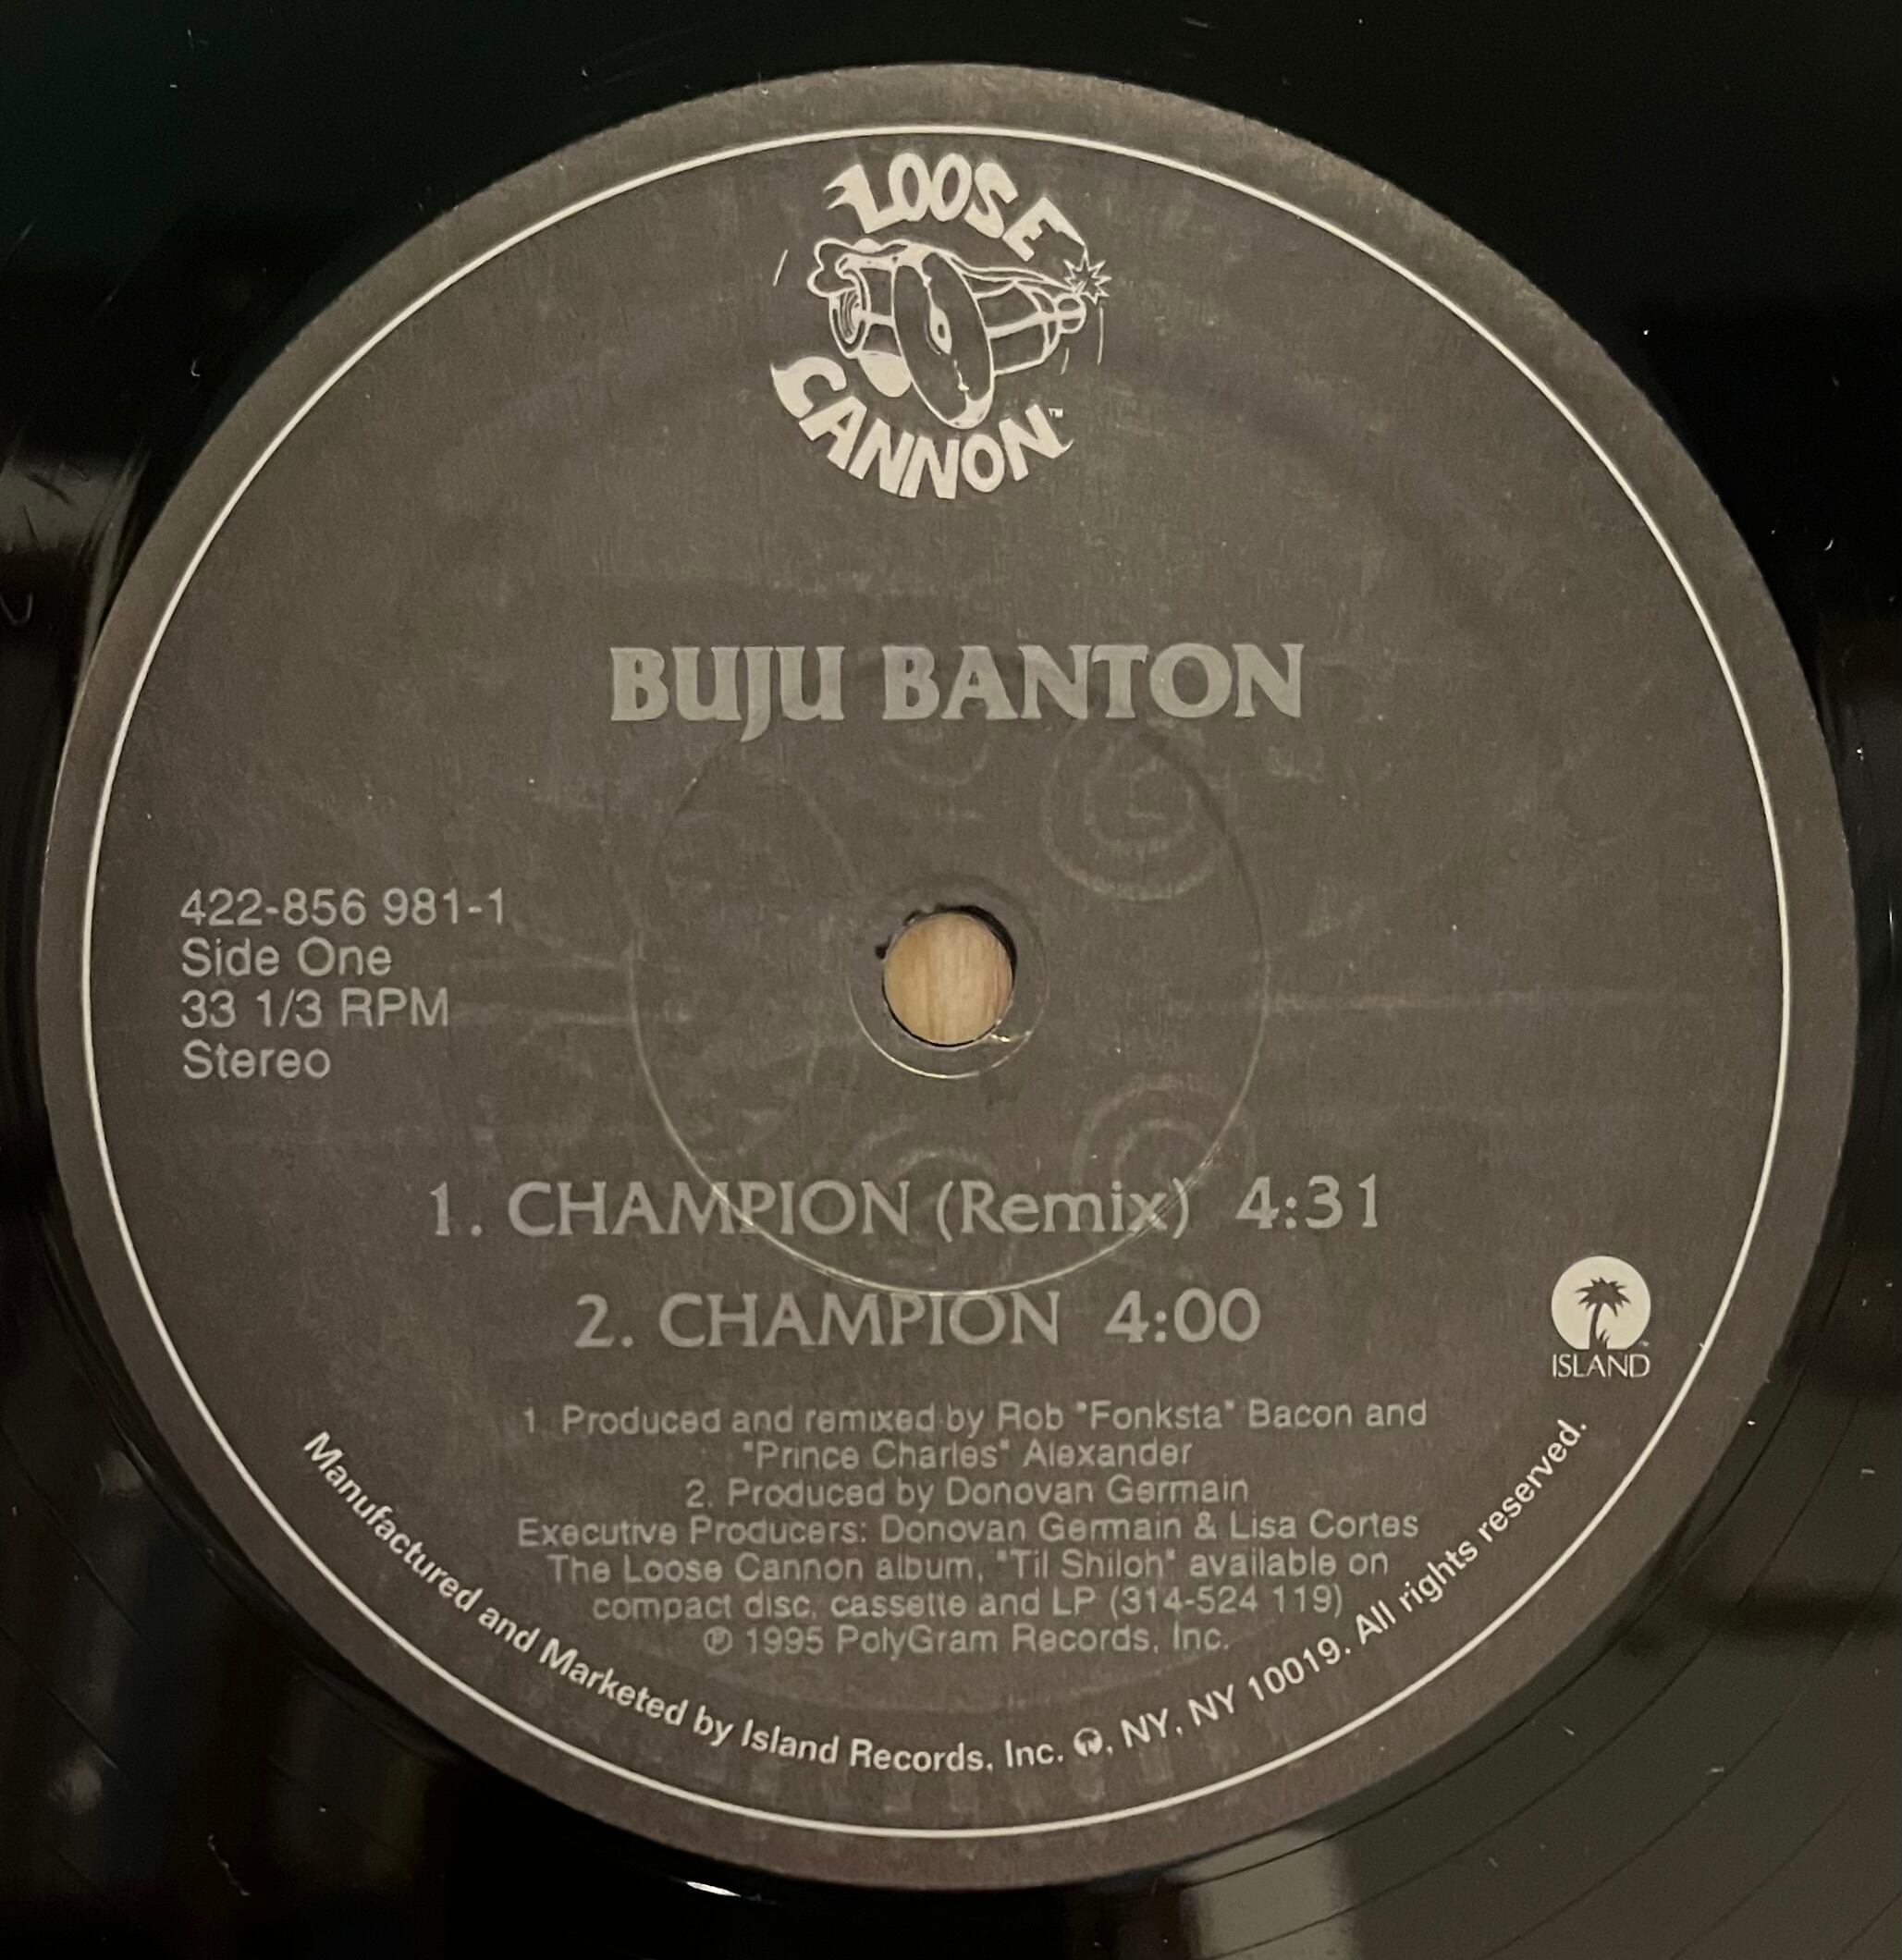 LOOSE
CANNON™
BUJU BANTON
422-856 981-1
Side One
33 1/3 RPM
Stereo
1. CHAMPION (Remix) 4:31
2. CHAMPION 4:00
ISLAND™
1. Produced and remixed by Rob "Fonksta" Bacon and
"Prince Charles" Alexander
2. Produced by Donovan Germain
Executive Producers: Donovan Germain & Lisa Cortes
The Loose Cannon album, "Til Shiloh" available on
compact disc, cassette and LP (314-524 119)
℗ 1995 PolyGram Records, Inc.
Manufactured and Marketed by Island Records, Inc. , NY, NY 10019. All rights reserved.